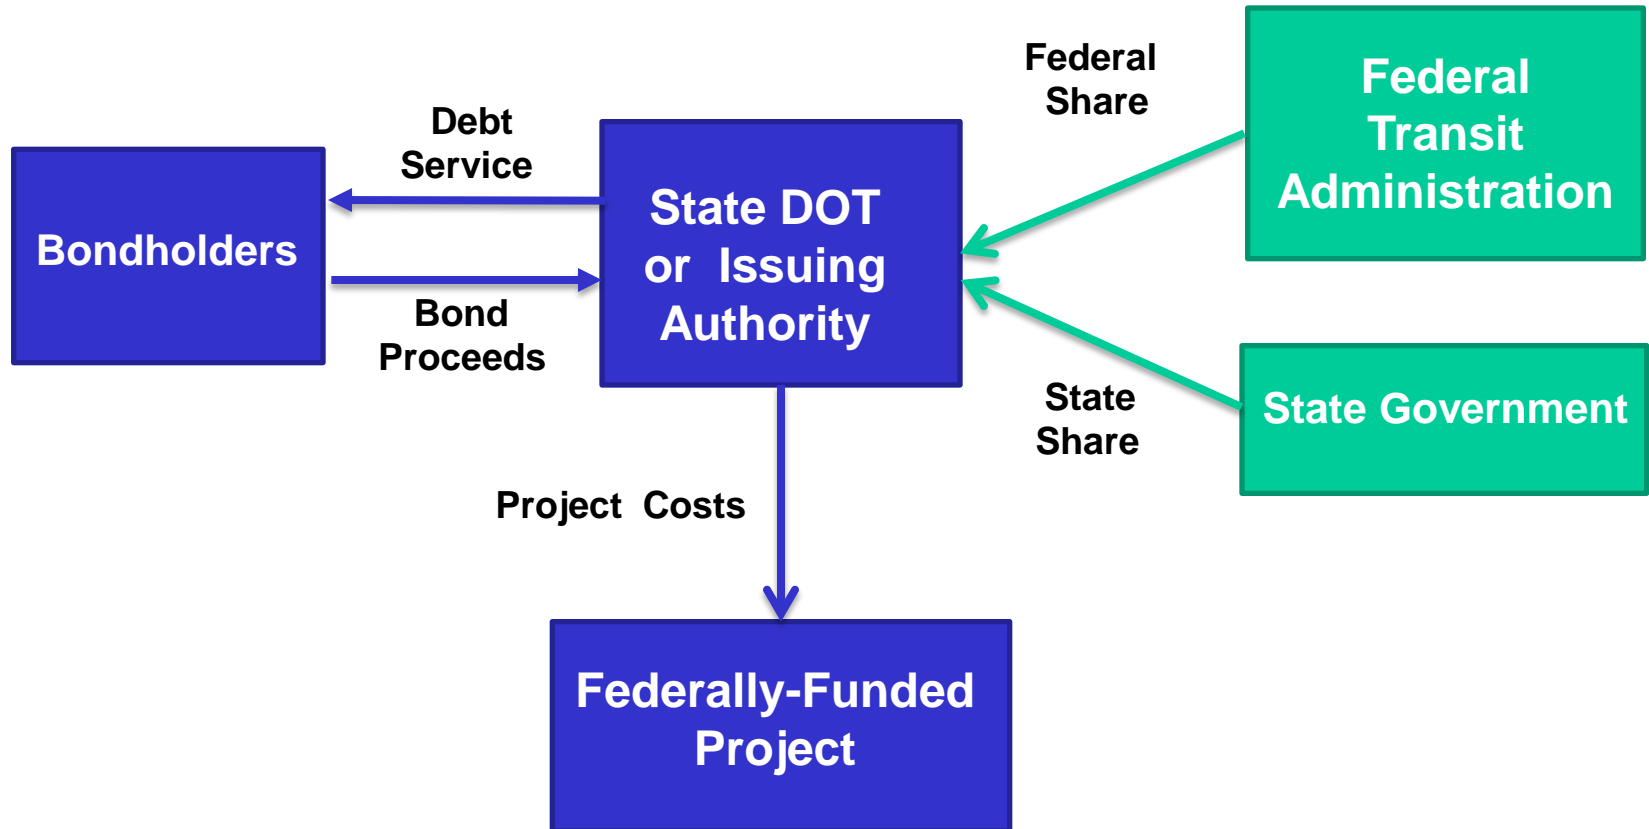 Federal
Share
Federal
Transit
Administration
Debt
Service
State DOT
or Issuing
Authority
Bondholders
Bond
Proceeds
State
Share
State Government
Project Costs
Federally-Funded
Project